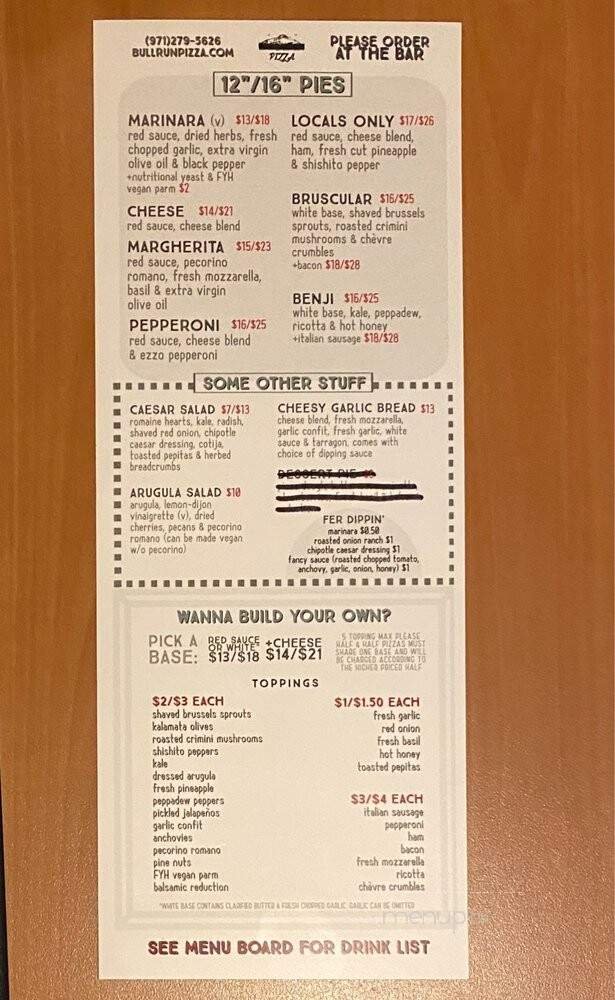 (971)279-5626
BULLRUNPIZZA.COM
PIZZA
PLEASE ORDER
AT THE BAR
12"/16" PIES
MARINARA (v) $13/$18
red sauce, dried herbs, fresh
chopped garlic, extra virgin
olive oil & black pepper
+nutritional yeast & FYH
vegan parm $2
CHEESE $14/$21
red sauce, cheese blend
MARGHERITA $15/$23
red sauce, pecorino
romano, fresh mozzarella,
basil & extra virgin
olive oil
PEPPERONI $16/$25
red sauce, cheese blend
& ezzo pepperoni
LOCALS ONLY $17/$26
red sauce, cheese blend,
ham, fresh cut pineapple
& shishito pepper
BRUSCULAR $16/$25
white base, shaved brussels
sprouts, roasted crimini
mushrooms & chèvre
crumbles
+bacon $18/$28
BENJI $16/$25
white base, kale, peppadew,
ricotta & hot honey
+italian sausage $18/$28
SOME OTHER STUFF
CAESAR SALAD $7/$13
romaine hearts, kale, radish,
shaved red onion, chipotle
caesar dressing, cotija,
toasted pepitas & herbed
breadcrumbs
ARUGULA SALAD $10
arugula, lemon-dijon
vinaigrette (v), dried
cherries, pecans & pecorino
romano (can be made vegan
w/o pecorino)
CHEESY GARLIC BREAD $13
cheese blend, fresh mozzarella,
garlic confit, fresh garlic, white
sauce & tarragon, comes with
choice of dipping sauce
DESSERT PIE
FER DIPPIN'
marinara $0.50
roasted onion ranch $1
chipotle caesar dressing $1
fancy sauce (roasted chopped tomato,
anchovy, garlic, onion, honey) $1
WANNA BUILD YOUR OWN?
PICK A
BASE:
RED SAUCE
OR WHITE*
$13/$18
+CHEESE
$14/$21
5 TOPPING MAX PLEASE
HALF & HALF PIZZAS MUST
SHARE ONE BASE AND WILL
BE CHARGED ACCORDING TO
THE HIGHER PRICED HALF
TOPPINGS
$2/$3 EACH
shaved brussels sprouts
kalamata olives
roasted crimini mushrooms
shishito peppers
kale
dressed arugula
fresh pineapple
peppadew peppers
pickled jalapeños
garlic confit
anchovies
pecorino romano
pine nuts
FYH vegan parm
balsamic reduction
$1/$1.50 EACH
fresh garlic
red onion
fresh basil
hot honey
toasted pepitas
$3/$4 EACH
italian sausage
pepperoni
ham
bacon
fresh mozzarella
ricotta
chèvre crumbles
*WHITE BASE CONTAINS CLARIFIED BUTTER & FRESH CHOPPED GARLIC. GARLIC CAN BE OMITTED
SEE MENU BOARD FOR DRINK LIST